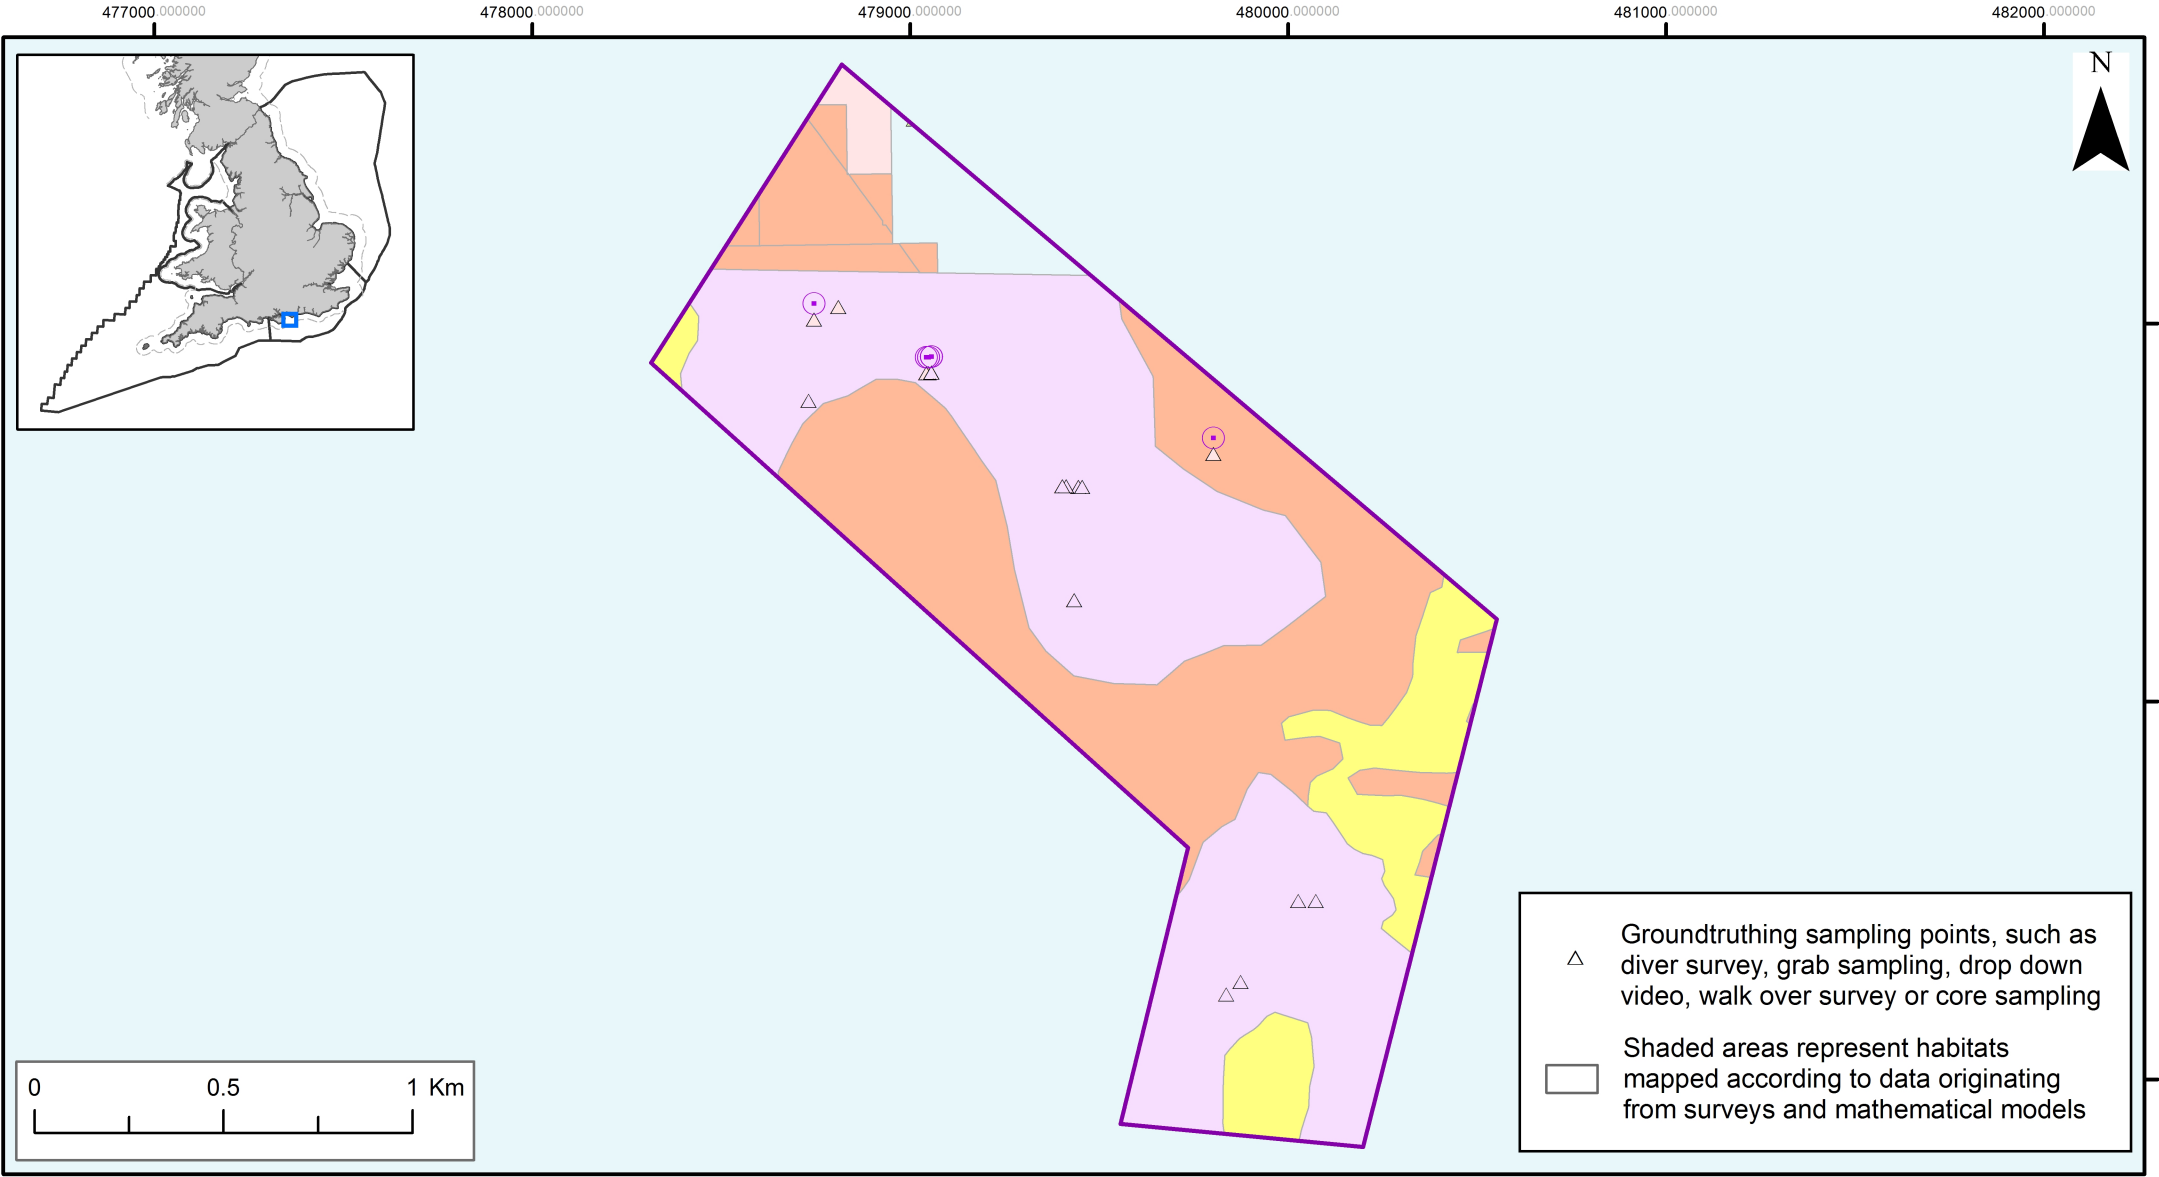 477000.000000 478000.000000 479000.000000 480000.000000 481000.000000 482000.000000
N
Groundtruthing sampling points, such as
diver survey, grab sampling, drop down
video, walk over survey or core sampling
Shaded areas represent habitats
mapped according to data originating
from surveys and mathematical models
0 0.5 1 Km